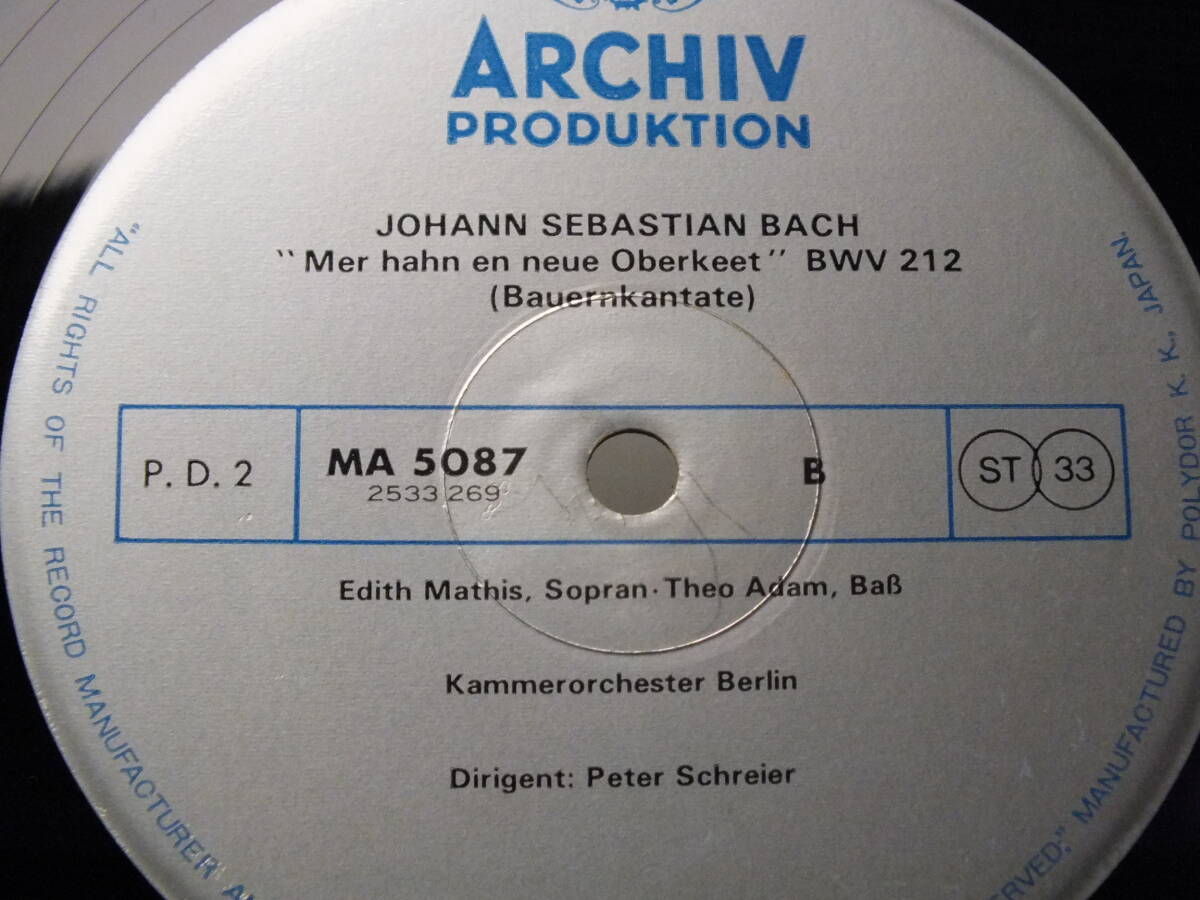 ARCHIV
PRODUKTION
JOHANN SEBASTIAN BACH
"Mer hahn en neue Oberkeet" BWV 212
(Bauernkantate)
P. D. 2
MA 5087
2533 269
B
ST 33
Edith Mathis, Sopran · Theo Adam, Baß
Kammerorchester Berlin
Dirigent: Peter Schreier
"ALL RIGHTS OF THE RECORD MANUFACTURER
MANUFACTURED BY POLYDOR K. K., JAPAN.